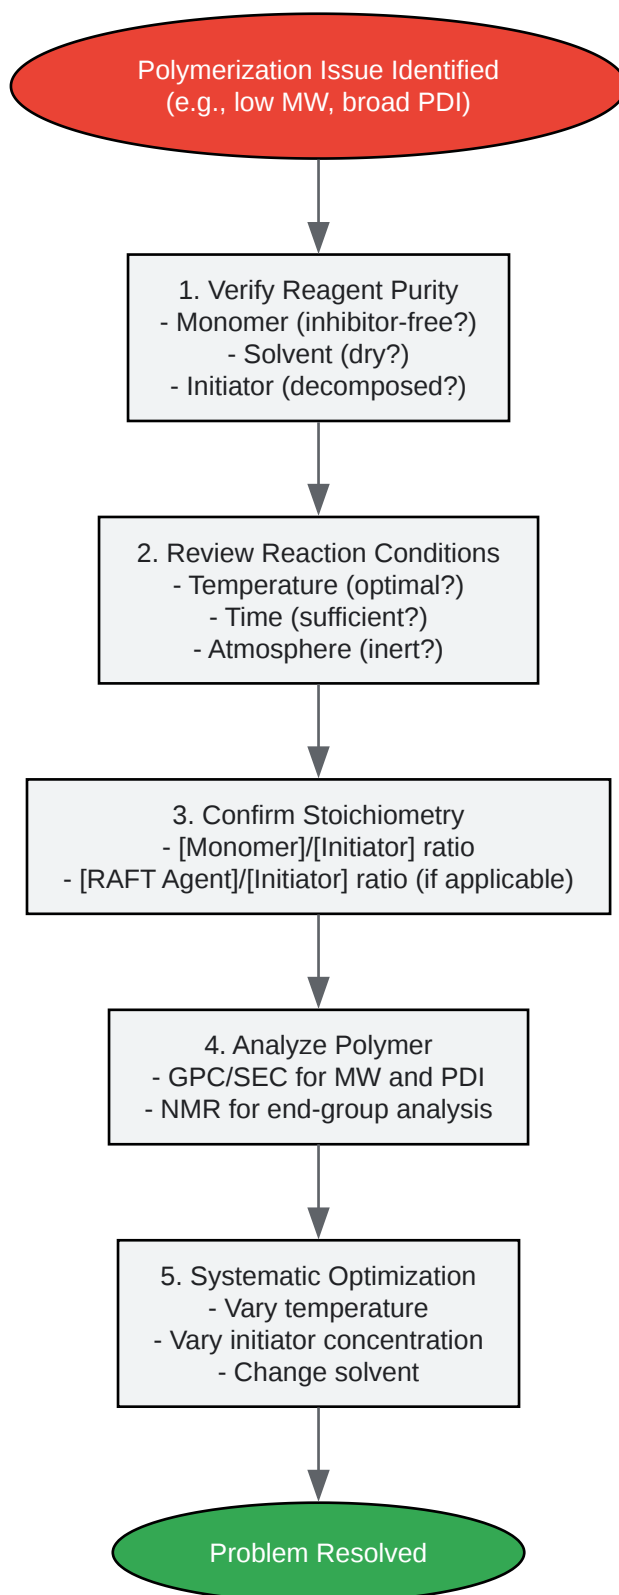 Polymerization Issue Identified
(e.g., low MW, broad PDI)
1. Verify Reagent Purity
- Monomer (inhibitor-free?)
- Solvent (dry?)
- Initiator (decomposed?)
2. Review Reaction Conditions
- Temperature (optimal?)
- Time (sufficient?)
- Atmosphere (inert?)
3. Confirm Stoichiometry
- [Monomer]/[Initiator] ratio
- [RAFT Agent]/[Initiator] ratio (if applicable)
4. Analyze Polymer
- GPC/SEC for MW and PDI
- NMR for end-group analysis
5. Systematic Optimization
- Vary temperature
- Vary initiator concentration
- Change solvent
Problem Resolved